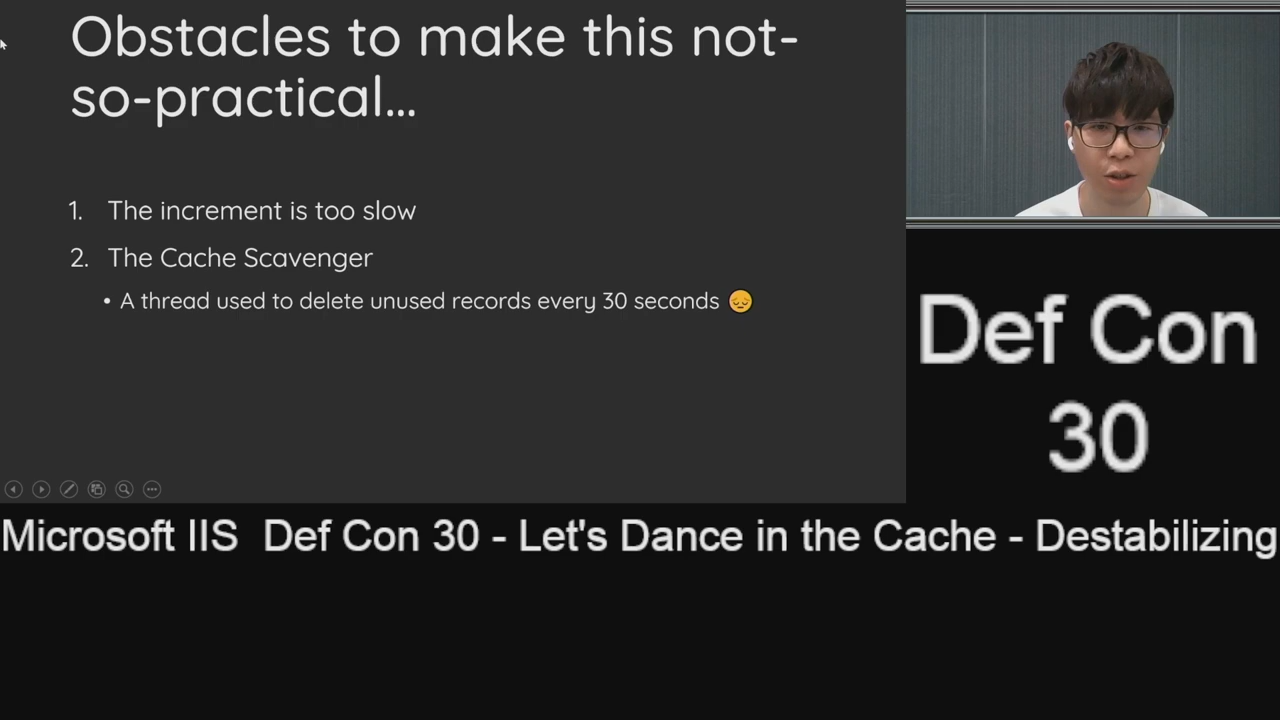 Obstacles to make this not-
so-practical...
1. The increment is too slow
2. The Cache Scavenger
• A thread used to delete unused records every 30 seconds 😞
Def Con
30
Microsoft IIS  Def Con 30 - Let's Dance in the Cache - Destabilizing